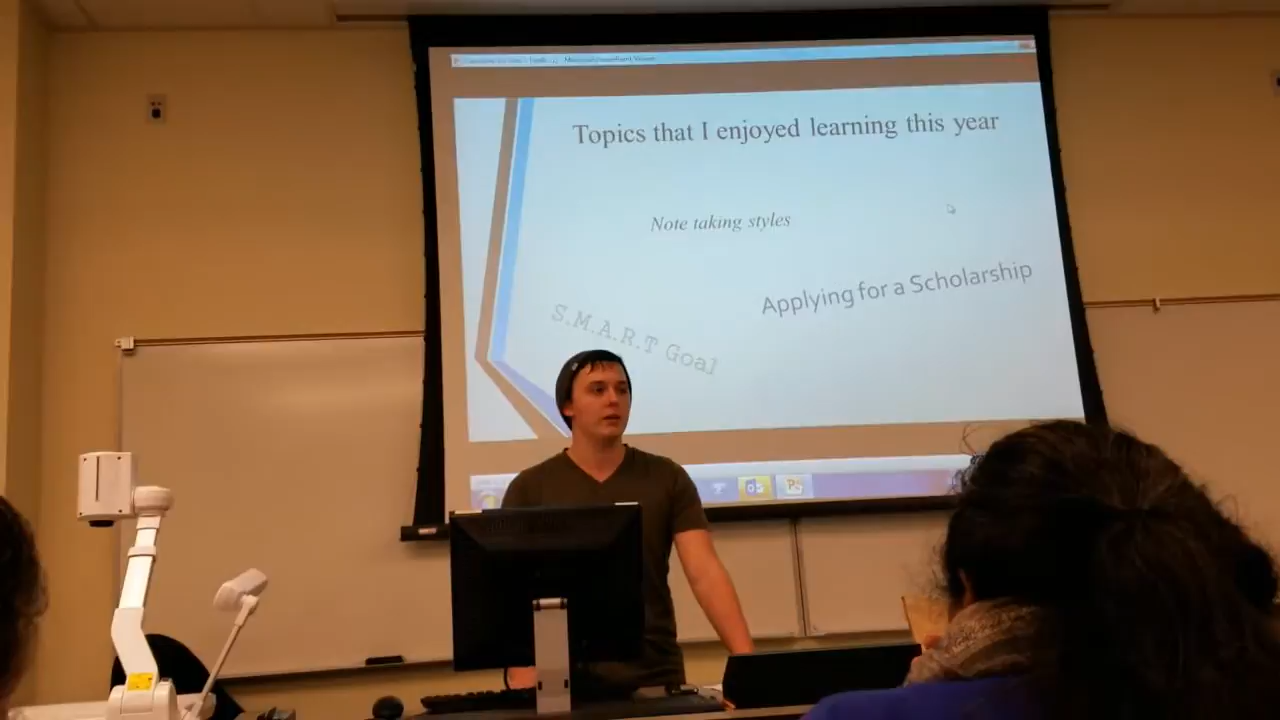 Topics that I enjoyed learning this year
Note taking styles
Applying for a Scholarship
S.M.A.R.T Goal